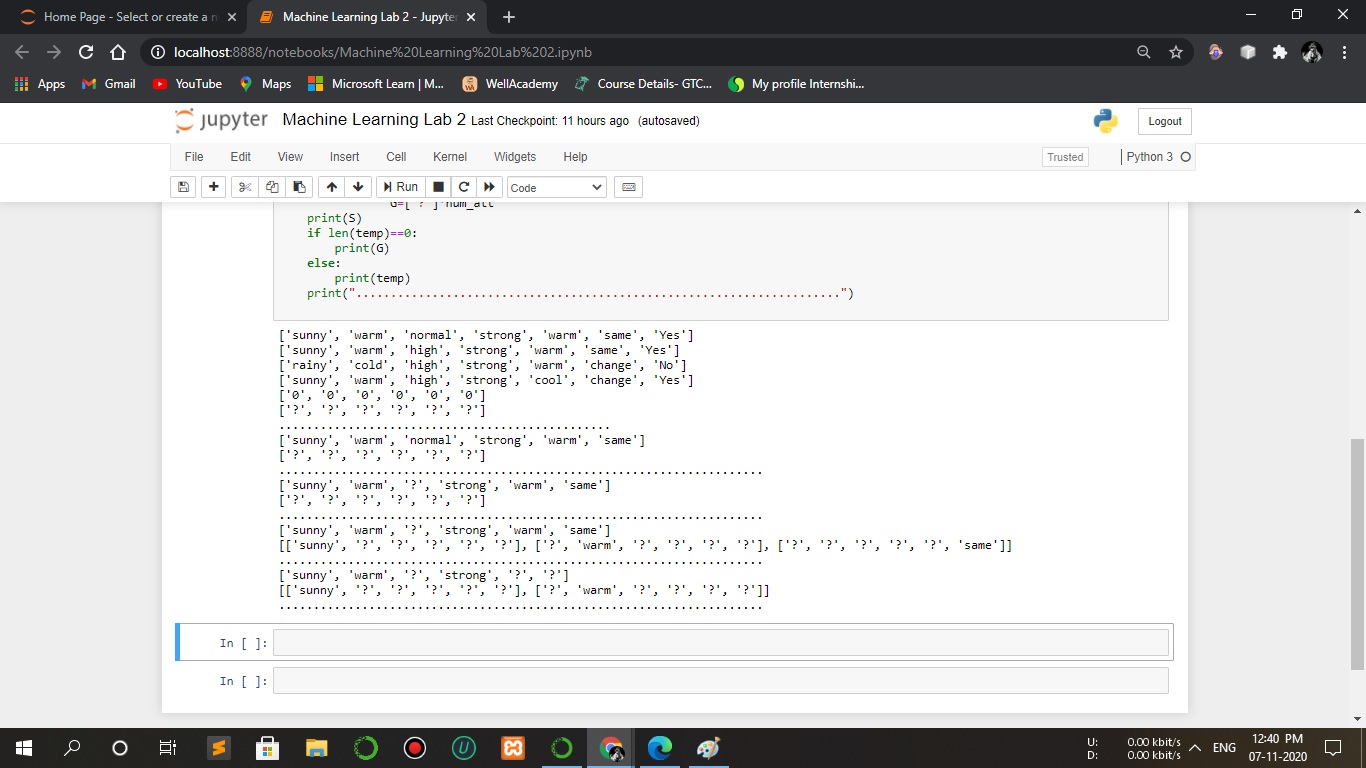 Home Page - Select or create a n
Machine Learning Lab 2 - Jupyte
localhost:8888/notebooks/Machine%20Learning%20Lab%202.ipynb
Apps
Gmail
YouTube
Maps
Microsoft Learn | M...
WellAcademy
Course Details- GTC...
My profile Internshi...
jupyter
Machine Learning Lab 2 Last Checkpoint: 11 hours ago (autosaved)
Logout
File
Edit
View
Insert
Cell
Kernel
Widgets
Help
Trusted
Python 3
Run
Code
G=['?']*num_att
print(S)
if len(temp)==0:
print(G)
else:
print(temp)
print("......................................................................")
['sunny', 'warm', 'normal', 'strong', 'warm', 'same', 'Yes']
['sunny', 'warm', 'high', 'strong', 'warm', 'same', 'Yes']
['rainy', 'cold', 'high', 'strong', 'warm', 'change', 'No']
['sunny', 'warm', 'high', 'strong', 'cool', 'change', 'Yes']
['0', '0', '0', '0', '0', '0']
['?', '?', '?', '?', '?', '?']
................................................
['sunny', 'warm', 'normal', 'strong', 'warm', 'same']
['?', '?', '?', '?', '?', '?']
......................................................................
['sunny', 'warm', '?', 'strong', 'warm', 'same']
['?', '?', '?', '?', '?', '?']
......................................................................
['sunny', 'warm', '?', 'strong', 'warm', 'same']
[['sunny', '?', '?', '?', '?', '?'], ['?', 'warm', '?', '?', '?', '?'], ['?', '?', '?', '?', '?', 'same']]
......................................................................
['sunny', 'warm', '?', 'strong', '?', '?']
[['sunny', '?', '?', '?', '?', '?'], ['?', 'warm', '?', '?', '?', '?']]
......................................................................
In [ ]:
In [ ]:
U: 0.00 kbit/s
D: 0.00 kbit/s
ENG
12:40 PM
07-11-2020